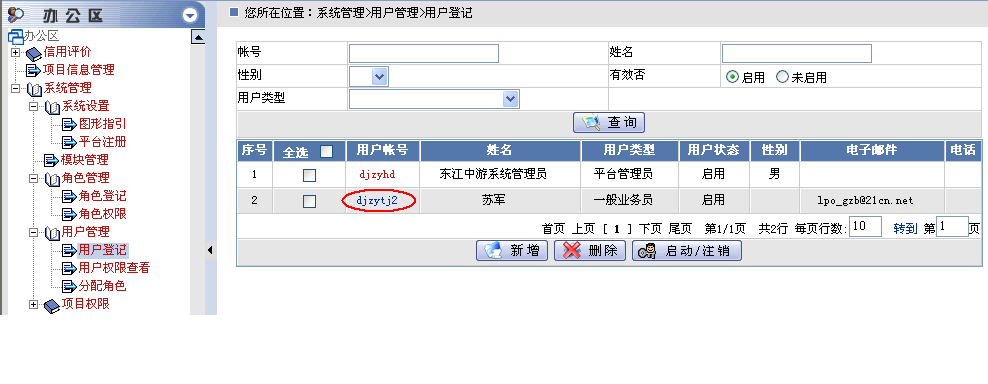 办公区
办公区
信用评价
项目信息管理
系统管理
系统设置
图形指引
平台注册
模块管理
角色管理
角色登记
角色权限
用户管理
用户登记
用户权限查看
分配角色
项目权限
您所在位置：系统管理>用户管理>用户登记
帐号 姓名
性别 有效否 启用 未启用
用户类型
查询
序号 全选 用户帐号 姓名 用户类型 用户状态 性别 电子邮件 电话
1 djzyhd 东江中游系统管理员 平台管理员 启用 男
2 djzytj2 苏军 一般业务员 启用 lpo_gzb@21cn.net
首页 上页 [ 1 ] 下页 尾页 第1/1页 共2行 每页行数: 10 转到 第 1 页
新增 删除 启动/注销